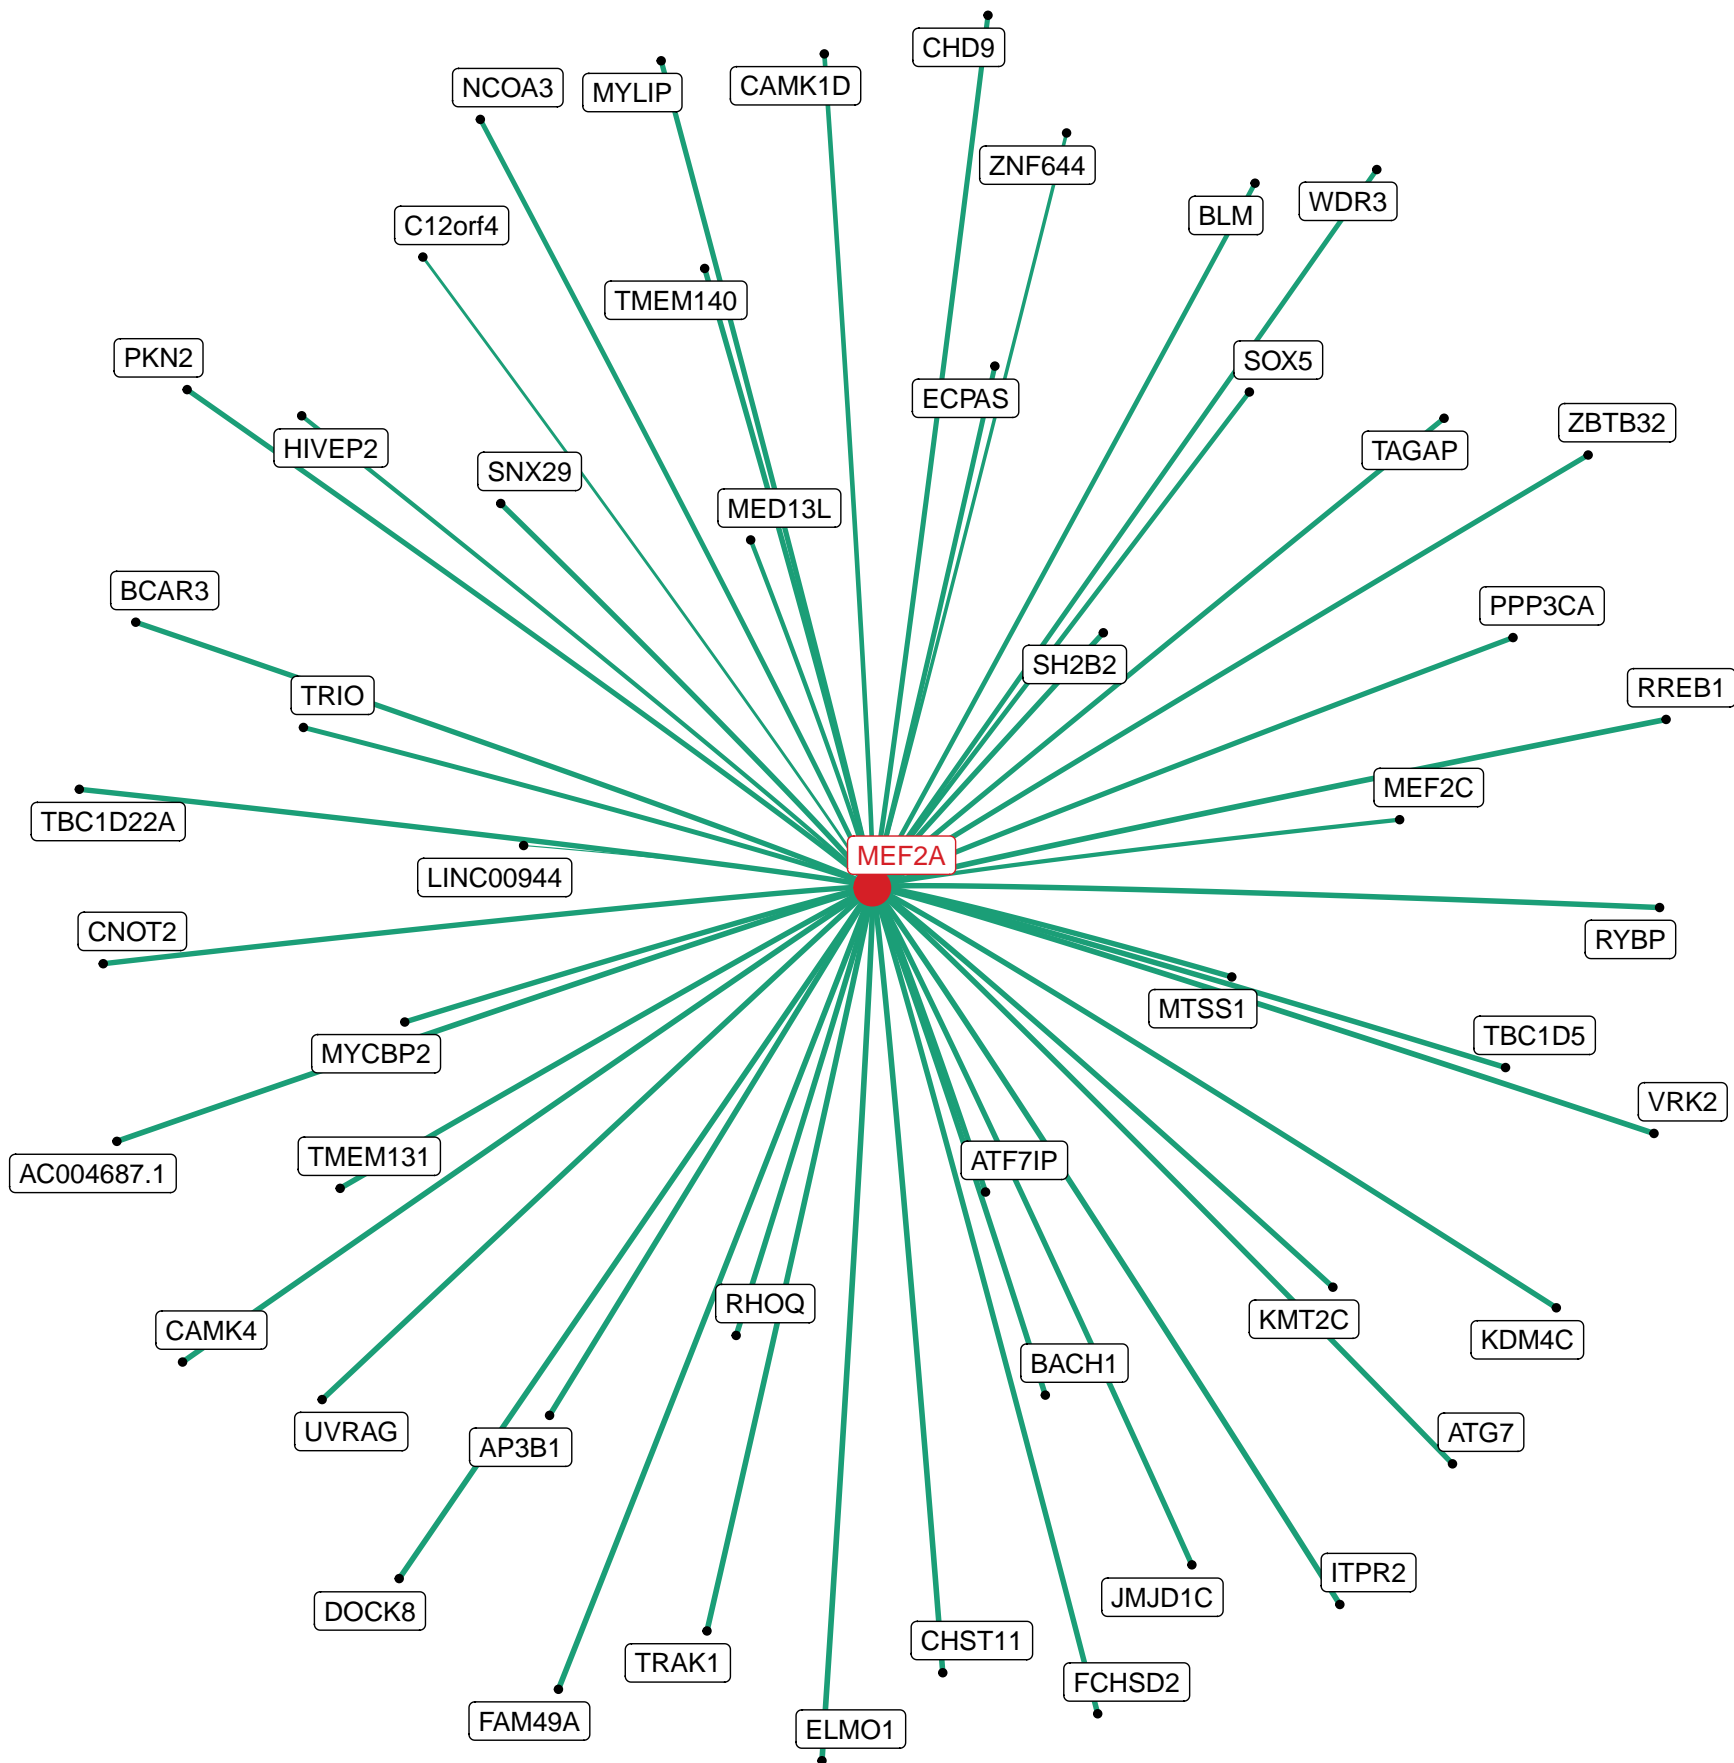 CHD9
CAMK1D
NCOA3
MYLIP
ZNF644
WDR3
BLM
C12orf4
TMEM140
PKN2
SOX5
ECPAS
ZBTB32
HIVEP2
TAGAP
SNX29
MED13L
BCAR3
PPP3CA
SH2B2
RREB1
TRIO
MEF2C
TBC1D22A
MEF2A
LINC00944
CNOT2
RYBP
MTSS1
TBC1D5
MYCBP2
VRK2
TMEM131
ATF7IP
AC004687.1
RHOQ
KMT2C
CAMK4
KDM4C
BACH1
UVRAG
ATG7
AP3B1
ITPR2
JMJD1C
DOCK8
CHST11
TRAK1
FCHSD2
FAM49A
ELMO1